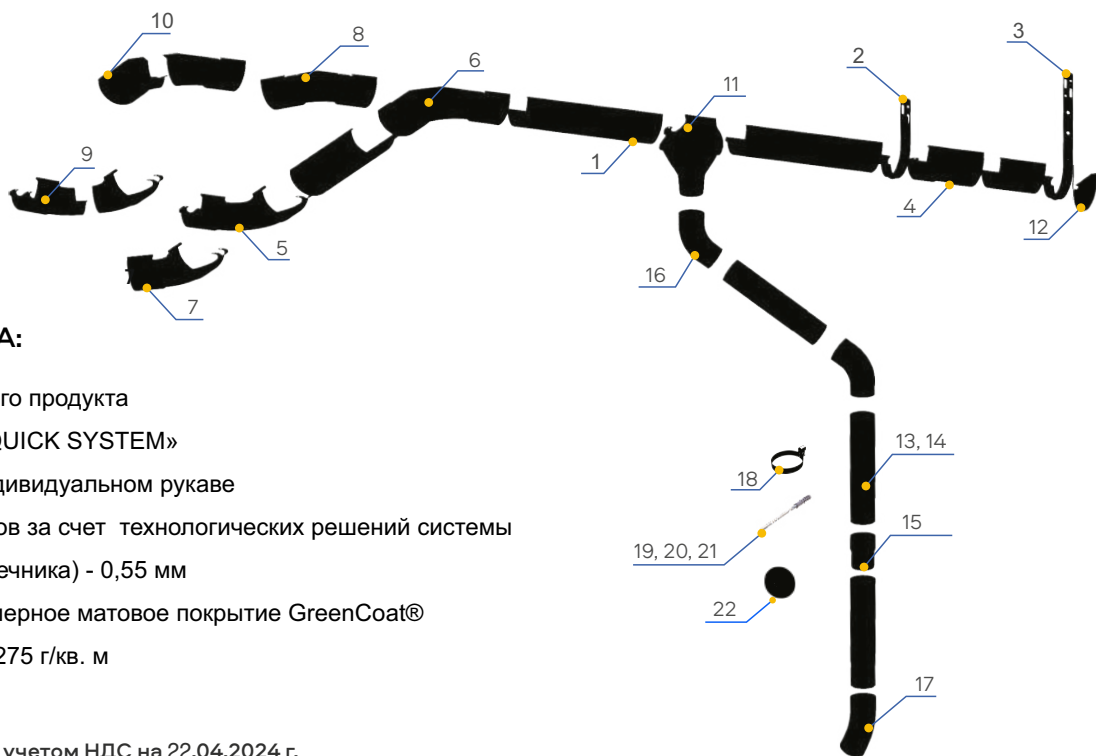 10
8
6
11
2
3
9
5
7
1
4
12
16
А:
го продукта
QUICK SYSTEM»
дивидуальном рукаве
ов за счет технологических решений системы
ечника) - 0,55 мм
мерное матовое покрытие GreenCoat®
275 г/кв. м
18
13, 14
19, 20, 21
15
22
17
учетом НДС на 22.04.2024 г.